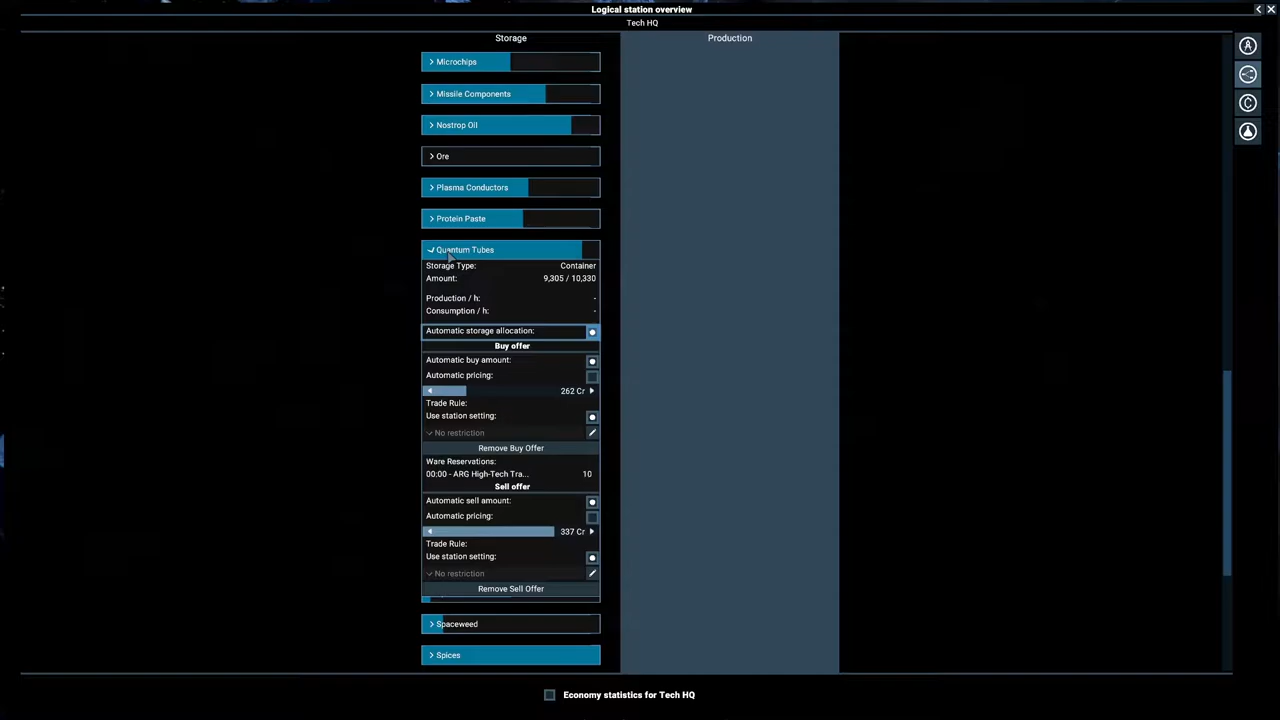 Logical station overview
Tech HQ
Storage
Production
Microchips
Missile Components
Nostrop Oil
Ore
Plasma Conductors
Protein Paste
Quantum Tubes
Storage Type: Container
Amount: 9,305 / 10,330
Production / h: -
Consumption / h: -
Automatic storage allocation:
Buy offer
Automatic buy amount:
Automatic pricing:
262 Cr
Trade Rule:
Use station setting:
No restriction
Remove Buy Offer
Ware Reservations:
00:00 - ARG High-Tech Tra... 10
Sell offer
Automatic sell amount:
Automatic pricing:
337 Cr
Trade Rule:
Use station setting:
No restriction
Remove Sell Offer
Spaceweed
Spices
Economy statistics for Tech HQ